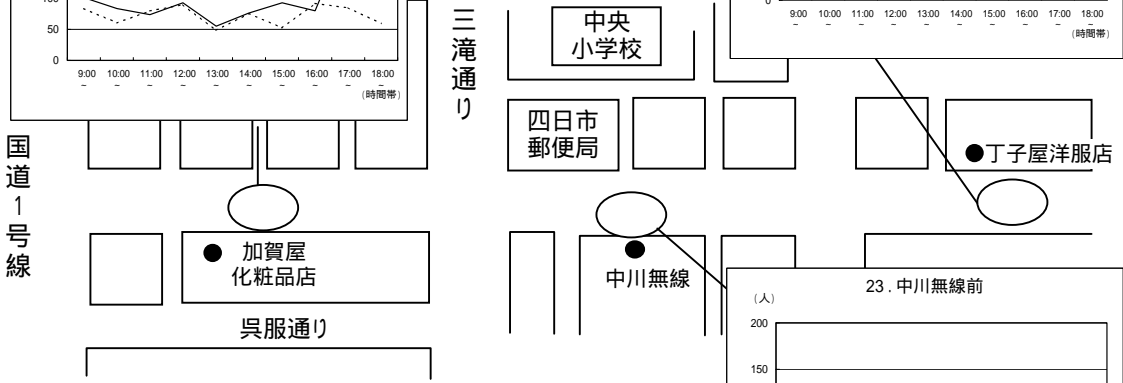 100
50
0
9:00 10:00 11:00 12:00 13:00 14:00 15:00 16:00 17:00 18:00
~ ~ ~ ~ ~ ~ ~ ~ ~ ~
(時間帯)
三滝通り
中央
小学校
0
9:00 10:00 11:00 12:00 13:00 14:00 15:00 16:00 17:00 18:00
~ ~ ~ ~ ~ ~ ~ ~ ~ ~
(時間帯)
国道1号線
四日市
郵便局
●丁子屋洋服店
● 加賀屋
化粧品店
●
中川無線
呉服通り
23.中川無線前
(人)
200
150